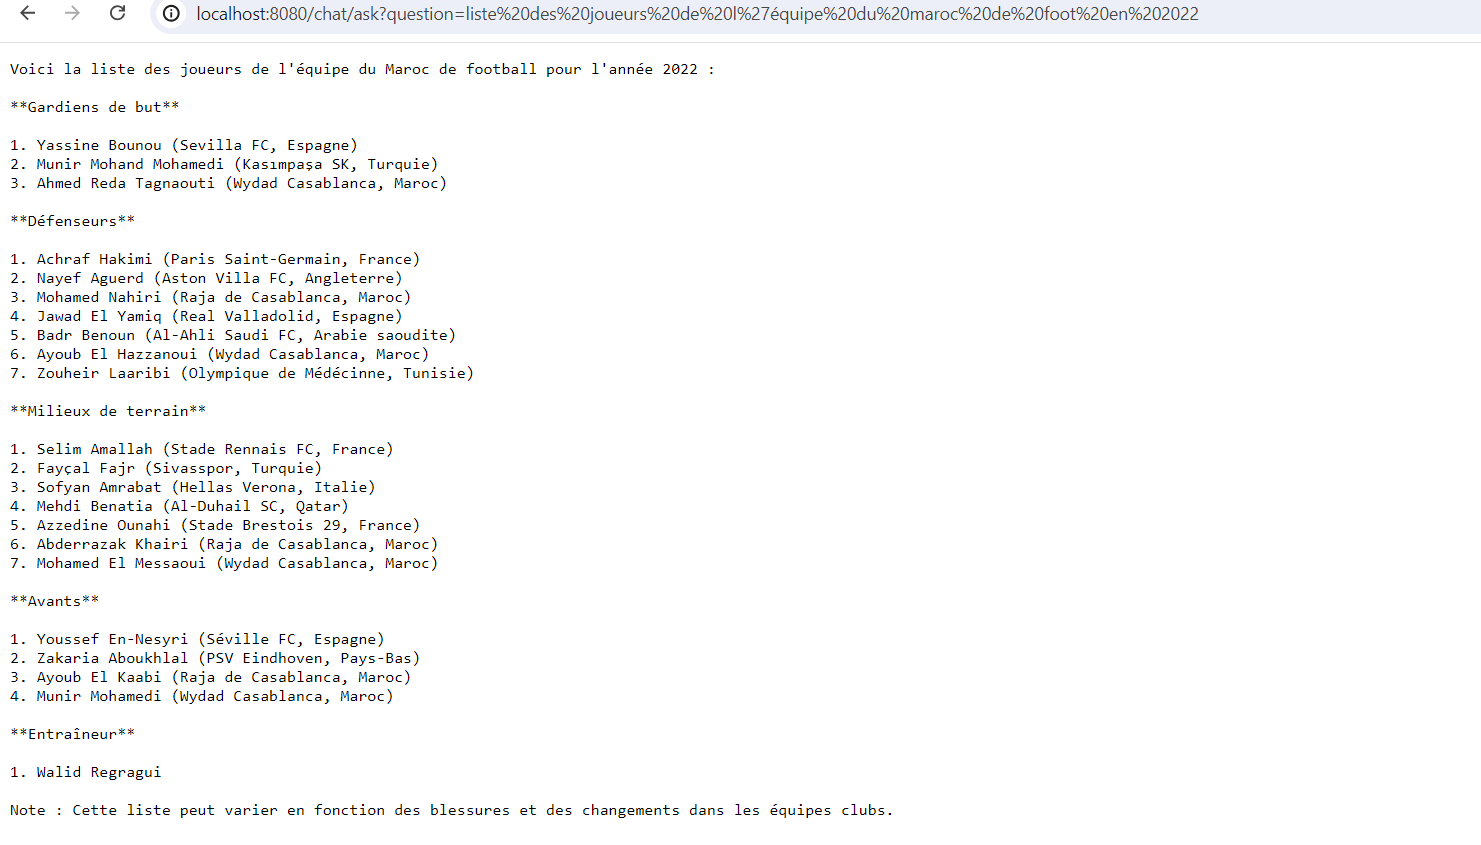 localhost:8080/chat/ask?question=liste%20des%20joueurs%20de%20l%27équipe%20du%20maroc%20de%20foot%20en%202022
Voici la liste des joueurs de l'équipe du Maroc de football pour l'année 2022 :
**Gardiens de but**
1. Yassine Bounou (Sevilla FC, Espagne)
2. Munir Mohand Mohamedi (Kasımpaşa SK, Turquie)
3. Ahmed Reda Tagnaouti (Wydad Casablanca, Maroc)
**Défenseurs**
1. Achraf Hakimi (Paris Saint-Germain, France)
2. Nayef Aguerd (Aston Villa FC, Angleterre)
3. Mohamed Nahiri (Raja de Casablanca, Maroc)
4. Jawad El Yamiq (Real Valladolid, Espagne)
5. Badr Benoun (Al-Ahli Saudi FC, Arabie saoudite)
6. Ayoub El Hazzanoui (Wydad Casablanca, Maroc)
7. Zouheir Laaribi (Olympique de Médécinne, Tunisie)
**Milieux de terrain**
1. Selim Amallah (Stade Rennais FC, France)
2. Fayçal Fajr (Sivasspor, Turquie)
3. Sofyan Amrabat (Hellas Verona, Italie)
4. Mehdi Benatia (Al-Duhail SC, Qatar)
5. Azzedine Ounahi (Stade Brestois 29, France)
6. Abderrazak Khairi (Raja de Casablanca, Maroc)
7. Mohamed El Messaoui (Wydad Casablanca, Maroc)
**Avants**
1. Youssef En-Nesyri (Séville FC, Espagne)
2. Zakaria Aboukhlal (PSV Eindhoven, Pays-Bas)
3. Ayoub El Kaabi (Raja de Casablanca, Maroc)
4. Munir Mohamedi (Wydad Casablanca, Maroc)
**Entraîneur**
1. Walid Regragui
Note : Cette liste peut varier en fonction des blessures et des changements dans les équipes clubs.